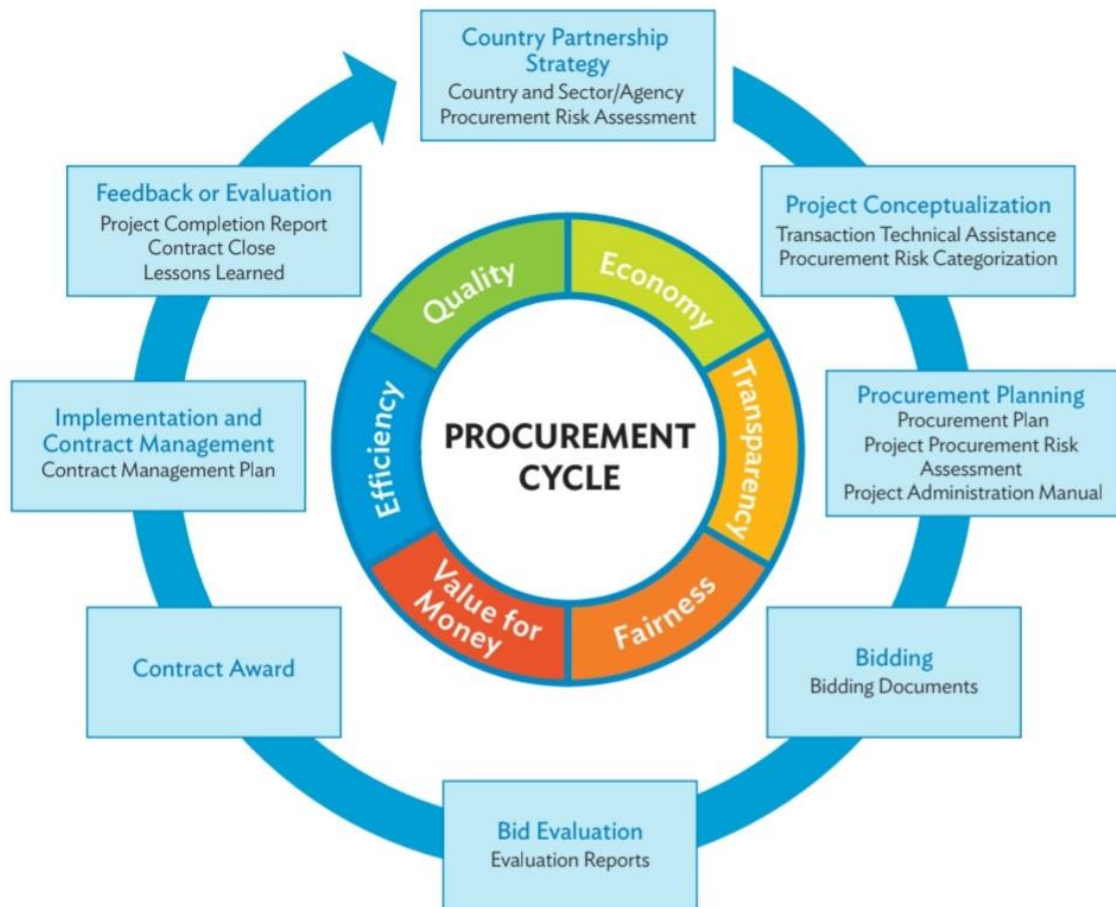 Country Partnership
Strategy
Country and Sector/Agency
Procurement Risk Assessment
Project Conceptualization
Transaction Technical Assistance
Procurement Risk Categorization
Procurement Planning
Procurement Plan
Project Procurement Risk
Assessment
Project Administration Manual
Bidding
Bidding Documents
Bid Evaluation
Evaluation Reports
Contract Award
Implementation and
Contract Management
Contract Management Plan
Feedback or Evaluation
Project Completion Report
Contract Close
Lessons Learned
PROCUREMENT
CYCLE
Quality
Economy
Transparency
Fairness
Value for
Money
Efficiency